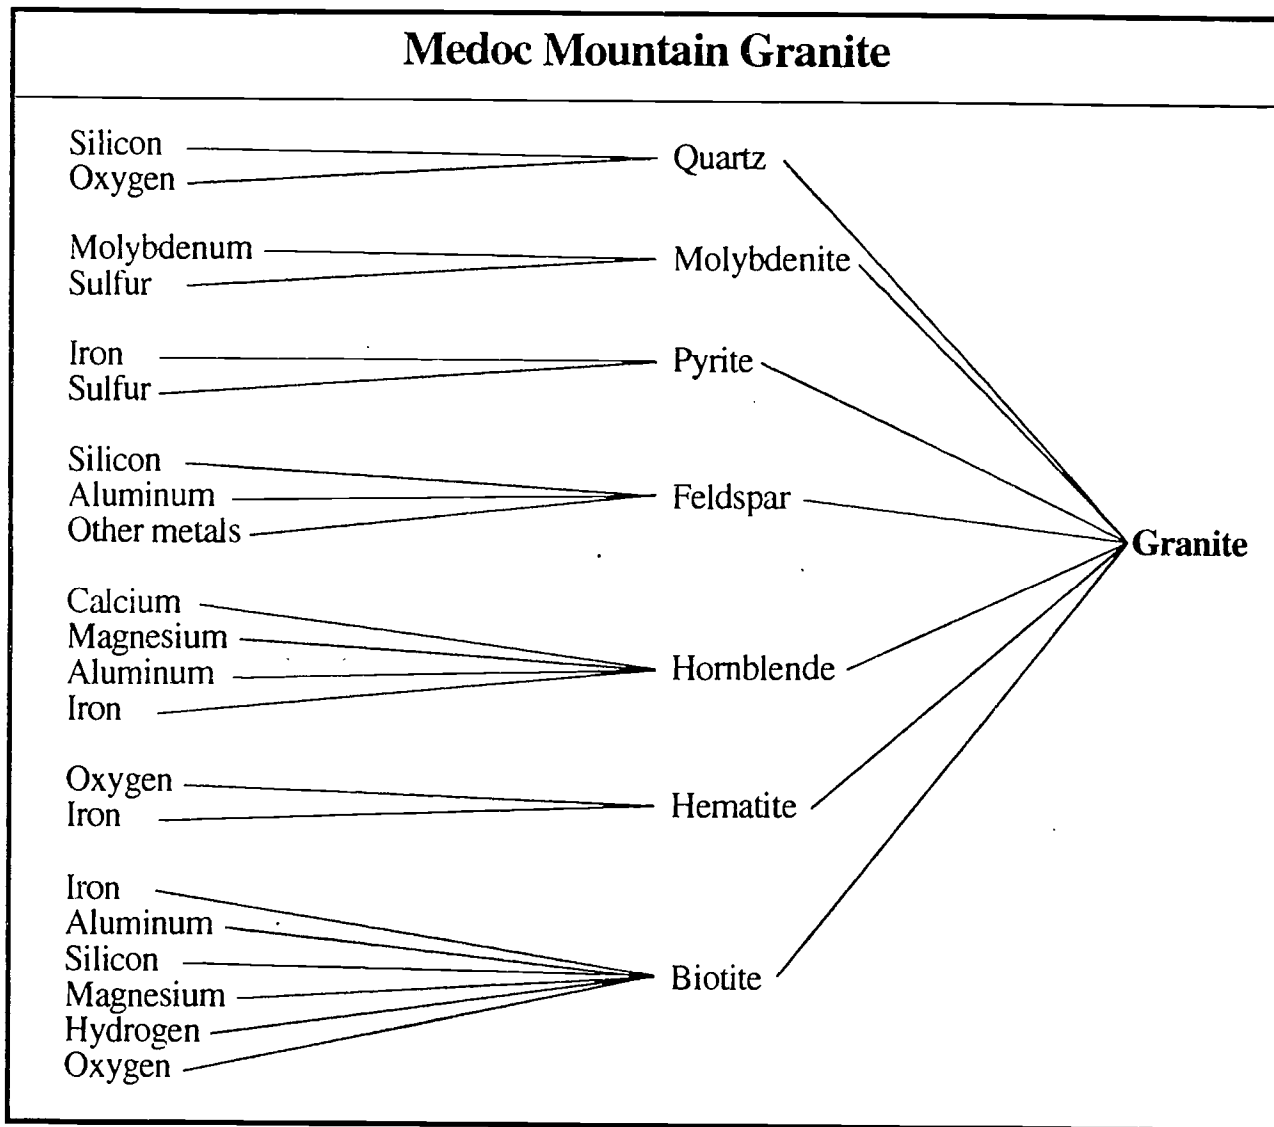 Medoc Mountain Granite
Silicon
Oxygen
Quartz
Molybdenum
Sulfur
Molybdenite
Iron
Sulfur
Pyrite
Silicon
Aluminum
Other metals
Feldspar
Granite
Calcium
Magnesium
Aluminum
Iron
Hornblende
Oxygen
Iron
Hematite
Iron
Aluminum
Silicon
Magnesium
Hydrogen
Oxygen
Biotite